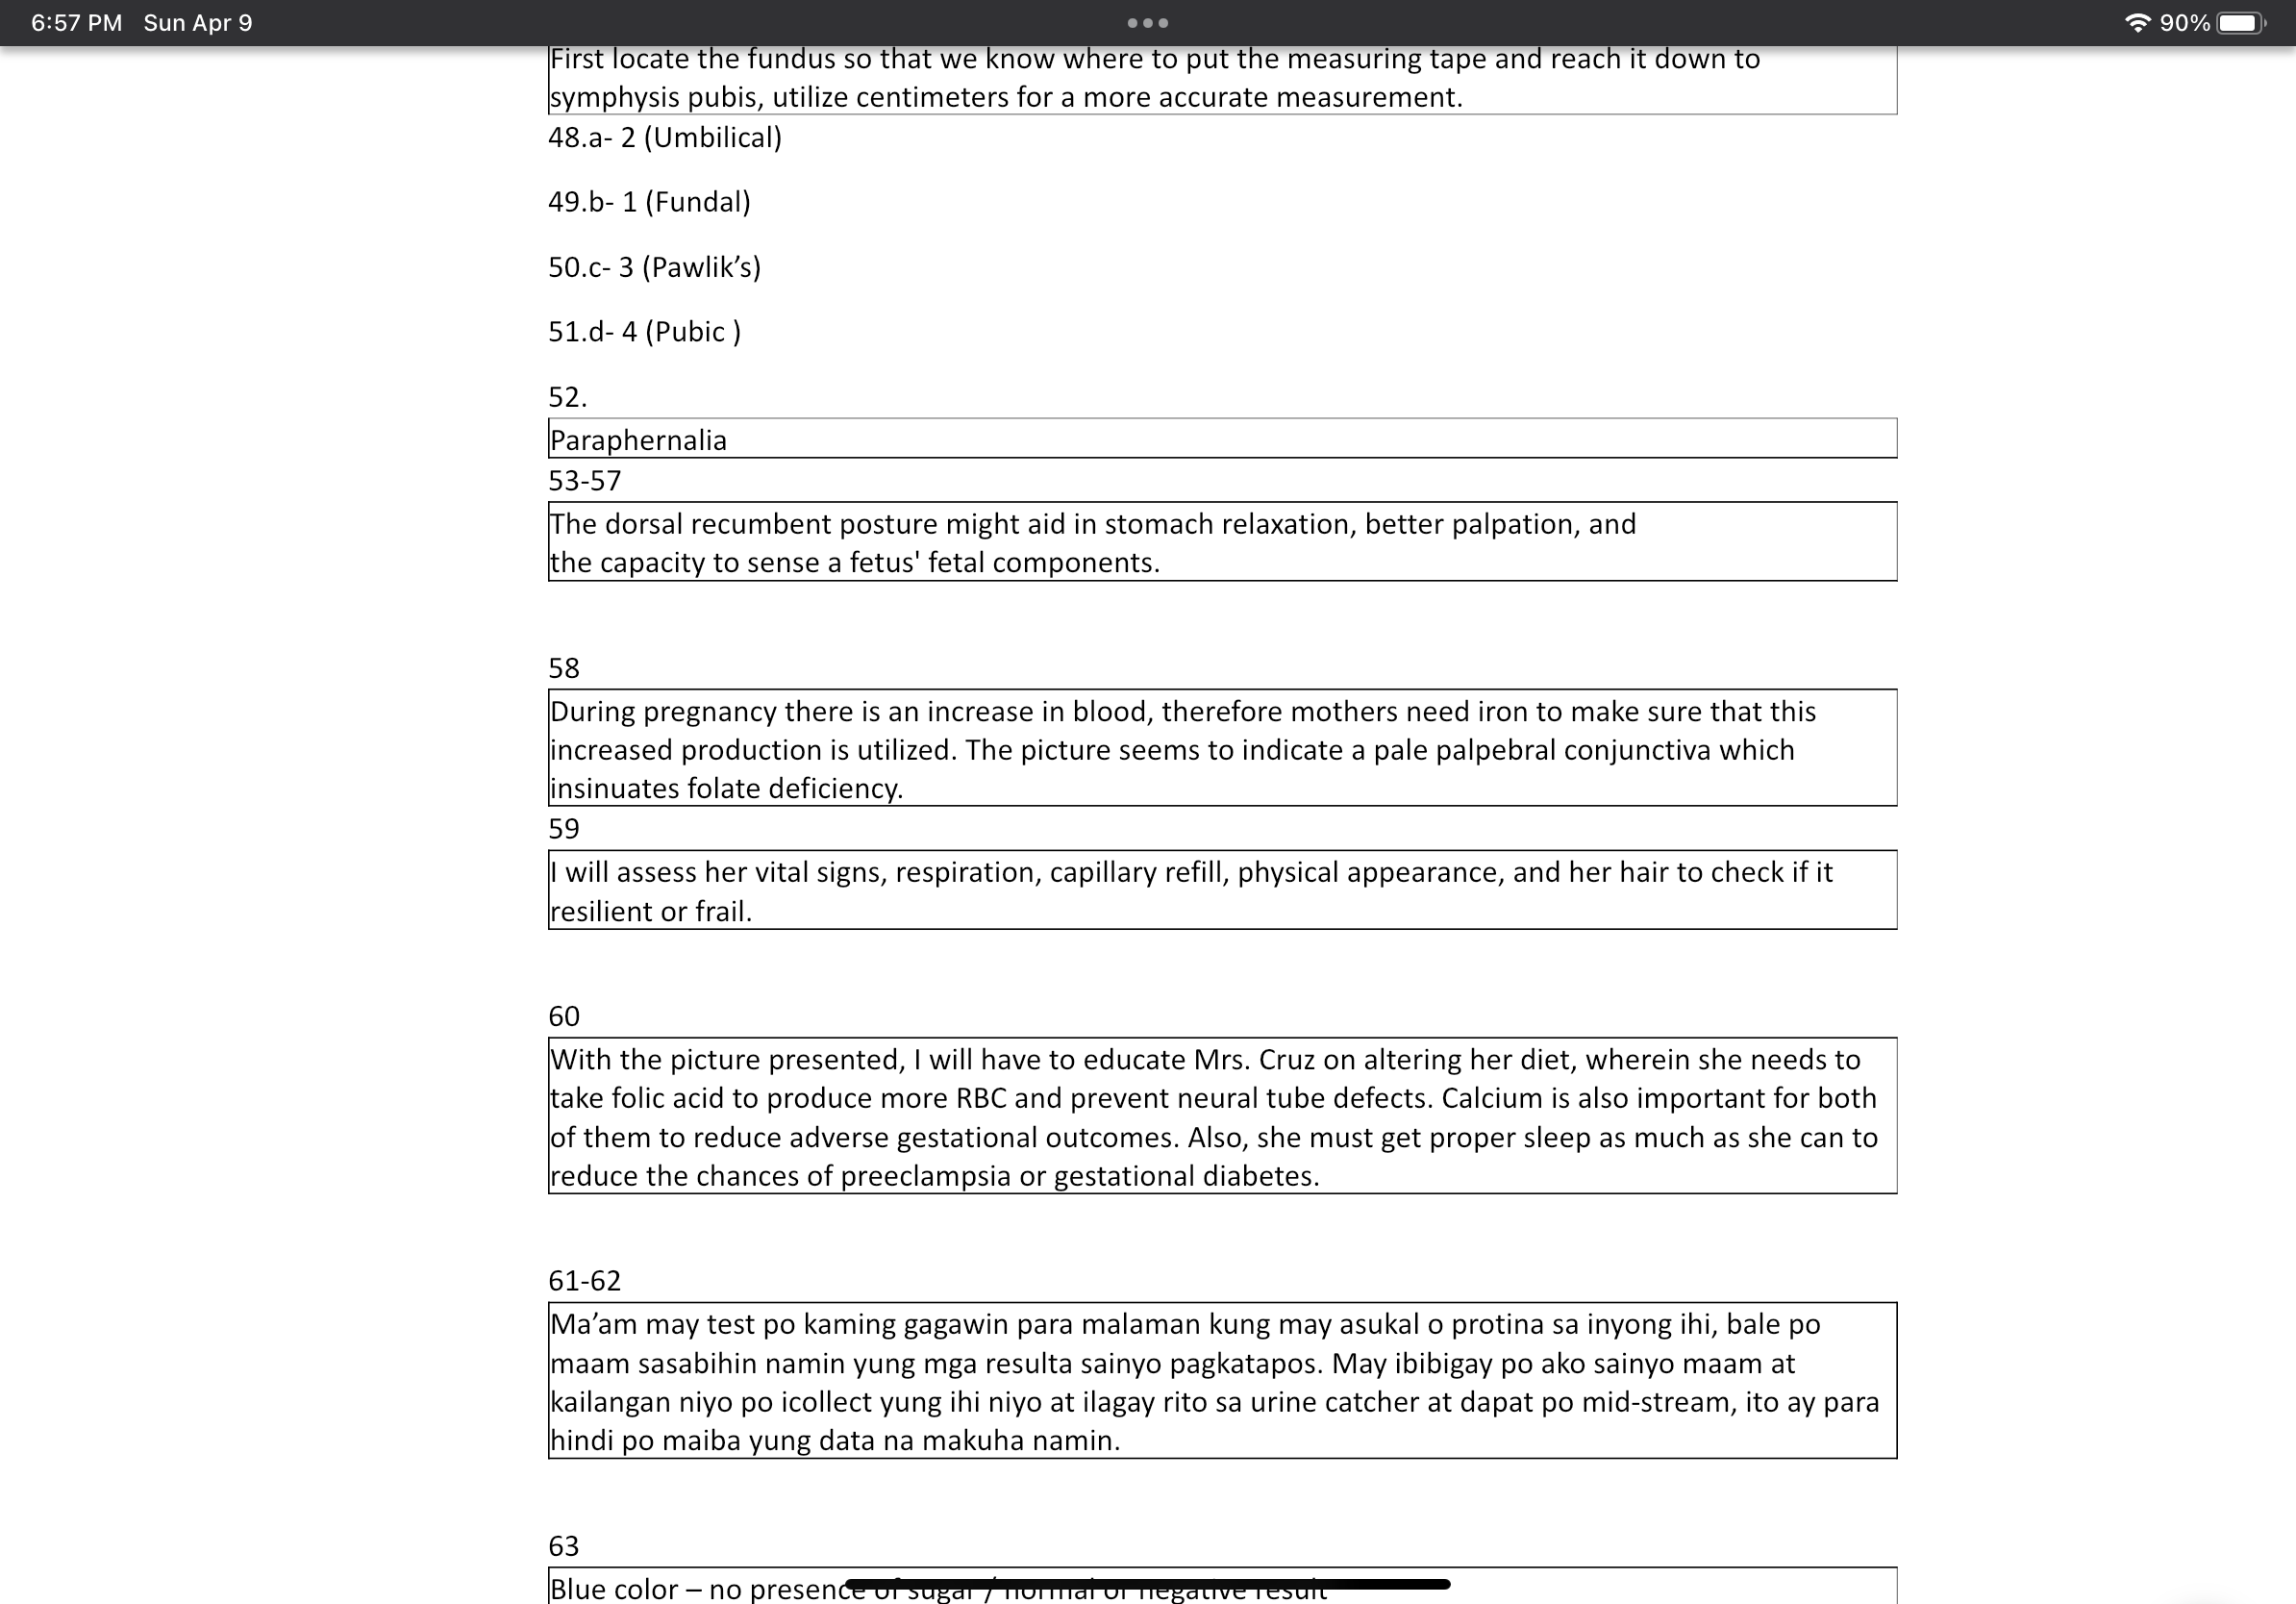 6:57 PM Sun Apr 9
90%
First locate the fundus so that we know where to put the measuring tape and reach it down to
symphysis pubis, utilize centimeters for a more accurate measurement.
48.a- 2 (Umbilical)
49.b- 1 (Fundal)
50.c- 3 (Pawlik’s)
51.d- 4 (Pubic )
52.
Paraphernalia
53-57
The dorsal recumbent posture might aid in stomach relaxation, better palpation, and
the capacity to sense a fetus' fetal components.
58
During pregnancy there is an increase in blood, therefore mothers need iron to make sure that this
increased production is utilized. The picture seems to indicate a pale palpebral conjunctiva which
insinuates folate deficiency.
59
I will assess her vital signs, respiration, capillary refill, physical appearance, and her hair to check if it
resilient or frail.
60
With the picture presented, I will have to educate Mrs. Cruz on altering her diet, wherein she needs to
take folic acid to produce more RBC and prevent neural tube defects. Calcium is also important for both
of them to reduce adverse gestational outcomes. Also, she must get proper sleep as much as she can to
reduce the chances of preeclampsia or gestational diabetes.
61-62
Ma’am may test po kaming gagawin para malaman kung may asukal o protina sa inyong ihi, bale po
maam sasabihin namin yung mga resulta sainyo pagkatapos. May ibibigay po ako sainyo maam at
kailangan niyo po icollect yung ihi niyo at ilagay rito sa urine catcher at dapat po mid-stream, ito ay para
hindi po maiba yung data na makuha namin.
63
Blue color – no presence of sugar / normal or negative result